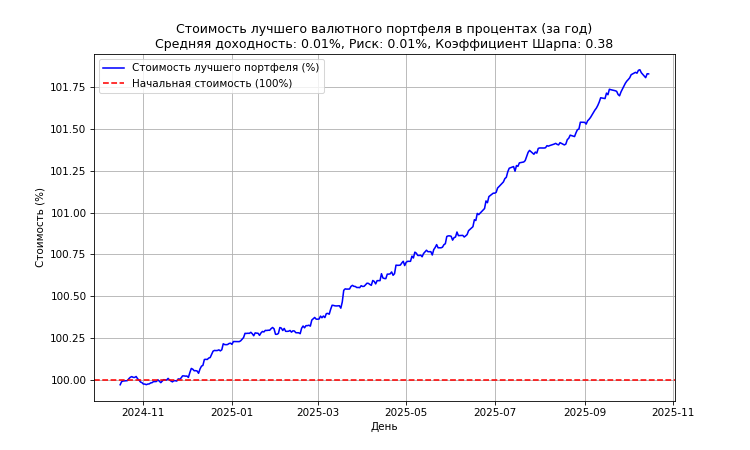 Стоимость лучшего валютного портфеля в процентах (за год)
Средняя доходность: 0.01%, Риск: 0.01%, Коэффициент Шарпа: 0.38
Стоимость лучшего портфеля (%)
Начальная стоимость (100%)
Стоимость (%)
101.75
101.50
101.25
101.00
100.75
100.50
100.25
100.00
2024-11
2025-01
2025-03
2025-05
2025-07
2025-09
2025-11
День